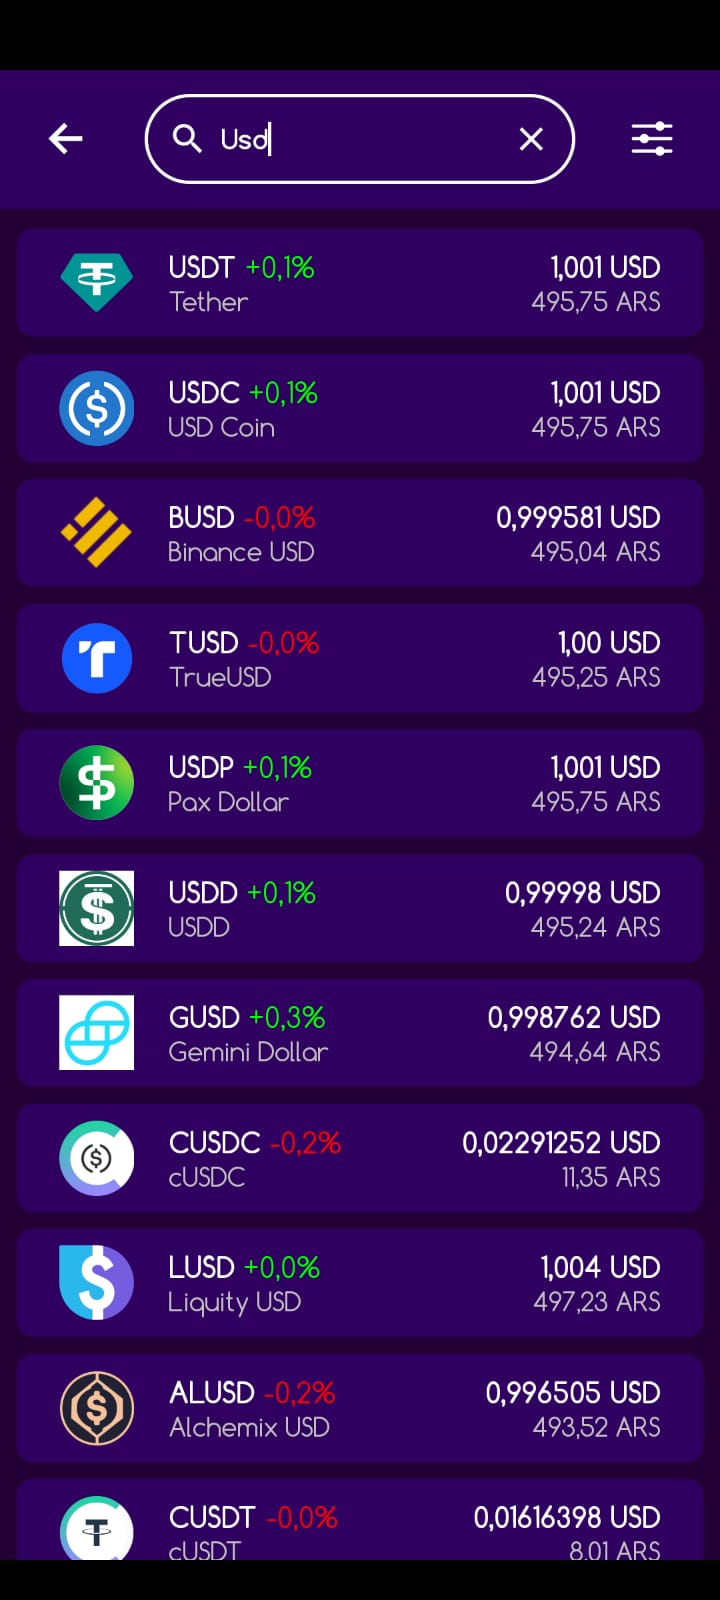 Usd
USDT +0,1% 1,001 USD
Tether 495,75 ARS
USDC +0,1% 1,001 USD
USD Coin 495,75 ARS
BUSD -0,0% 0,999581 USD
Binance USD 495,04 ARS
TUSD -0,0% 1,00 USD
TrueUSD 495,25 ARS
USDP +0,1% 1,001 USD
Pax Dollar 495,75 ARS
USDD +0,1% 0,99998 USD
USDD 495,24 ARS
GUSD +0,3% 0,998762 USD
Gemini Dollar 494,64 ARS
CUSDC -0,2% 0,02291252 USD
cUSDC 11,35 ARS
LUSD +0,0% 1,004 USD
Liquity USD 497,23 ARS
ALUSD -0,2% 0,996505 USD
Alchemix USD 493,52 ARS
CUSDT -0,0% 0,01616398 USD
cUSDT 8,01 ARS